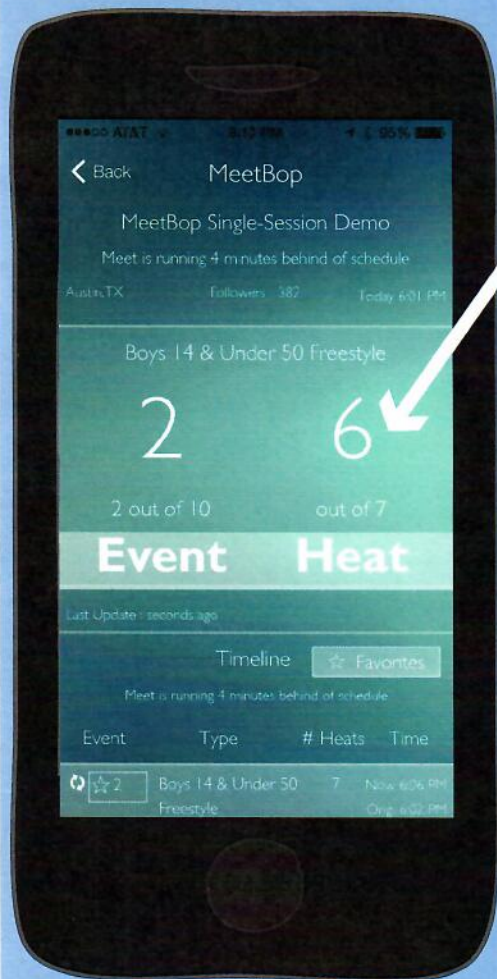 AT&T 95%
Back MeetBop
MeetBop Single-Session Demo
Meet is running 4 minutes behind of schedule
Austin, TX Followers 382 Today 6:01 PM
Boys 14 & Under 50 Freestyle
2 6
2 out of 10 out of 7
Event Heat
Last Update : seconds ago
Timeline ☆ Favorites
Meet is running 4 minutes behind of schedule
Event Type # Heats Time
☆ 2 Boys 14 & Under 50 7 Now 6:06 PM
Freestyle Orig: 6:02 PM